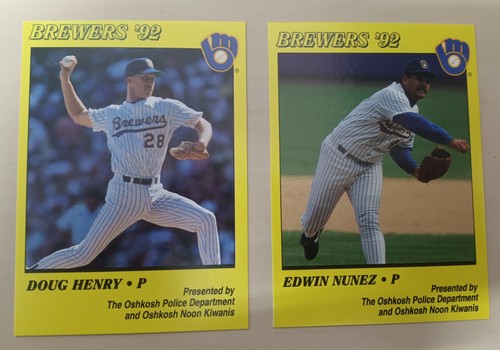 BREWERS '92
m
Brewers
28
DOUG HENRY • P
Presented by
The Oshkosh Police Department
and Oshkosh Noon Kiwanis
BREWERS '92
m
EDWIN NUNEZ • P
Presented by
The Oshkosh Police Department
and Oshkosh Noon Kiwanis